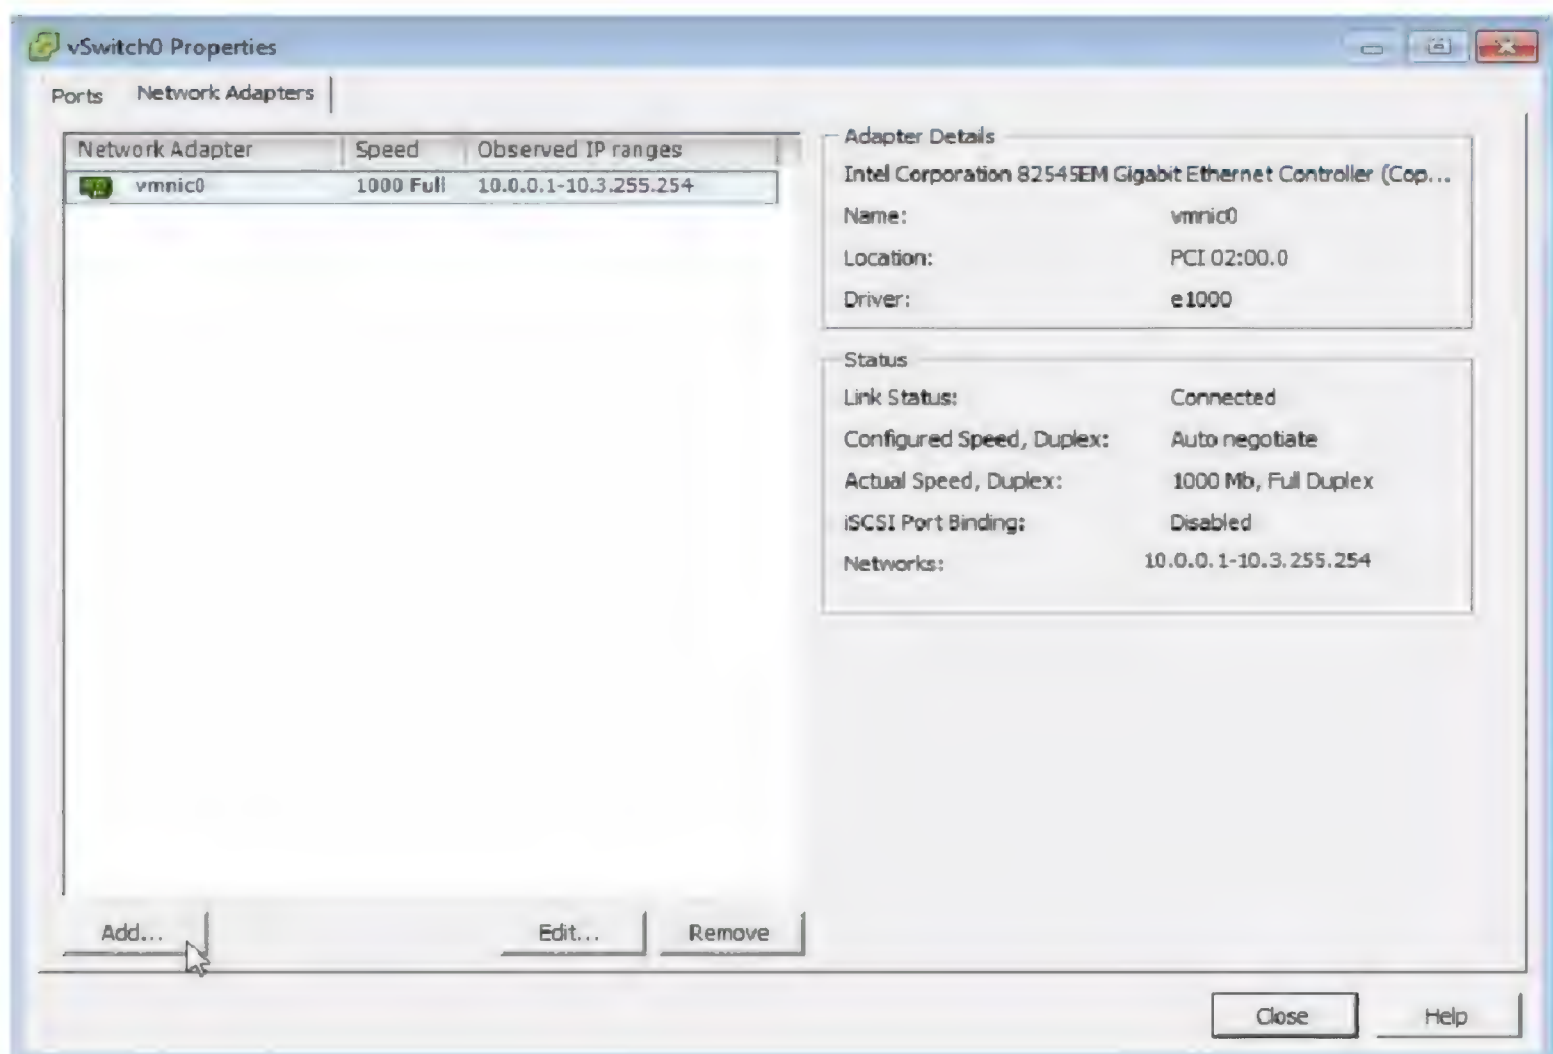 vSwitch0 Properties
Ports Network Adapters
Network Adapter Speed Observed IP ranges
vmnic0 1000 Full 10.0.0.1-10.3.255.254
Adapter Details
Intel Corporation 82545EM Gigabit Ethernet Controller (Cop...
Name: vmnic0
Location: PCI 02:00.0
Driver: e1000
Status
Link Status: Connected
Configured Speed, Duplex: Auto negotiate
Actual Speed, Duplex: 1000 Mb, Full Duplex
iSCSI Port Binding: Disabled
Networks: 10.0.0.1-10.3.255.254
Add... Edit... Remove
Close Help